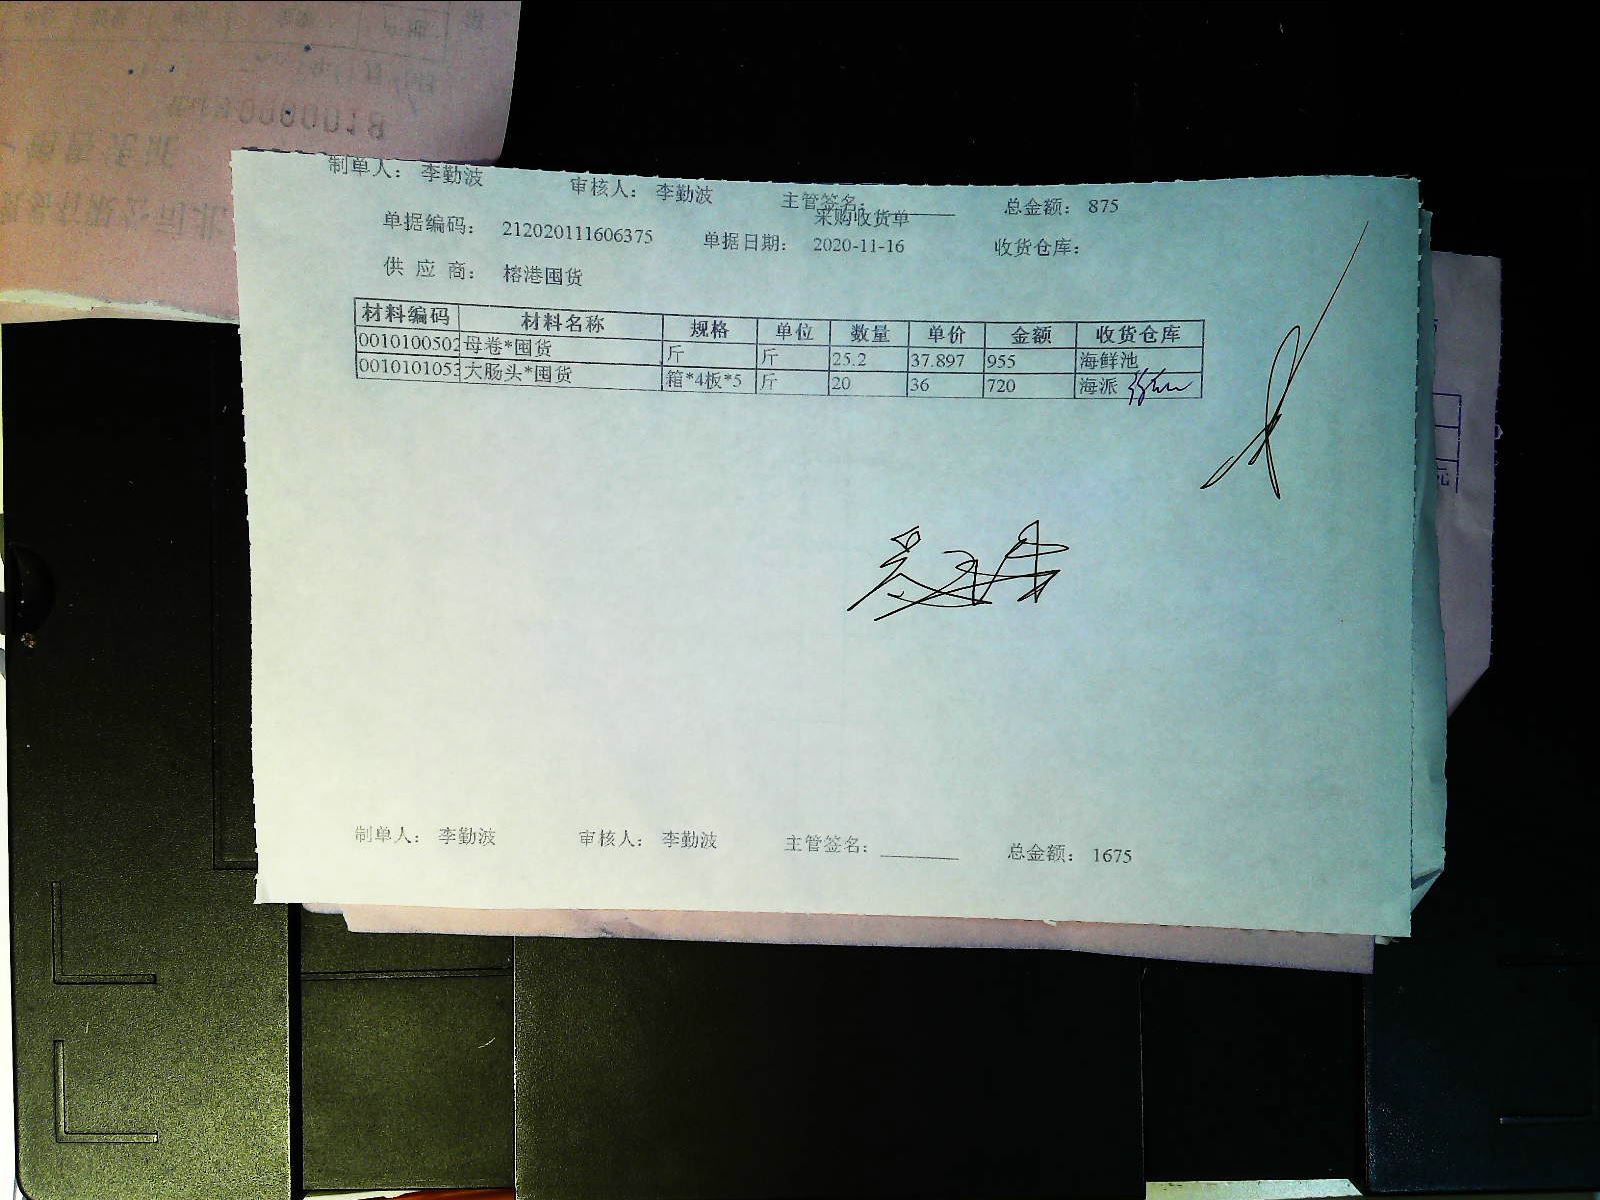 制单人： 李勤波 审核人： 李勤波 主管签名： 总金额： 875
采购收货单
单据编码： 212020111606375 单据日期： 2020-11-16 收货仓库：
供 应 商： 榕港囤货
材料编码 材料名称 规格 单位 数量 单价 金额 收货仓库
0010100502 母卷*囤货 斤 斤 25.2 37.897 955 海鲜池
001010105 大肠头*囤货 箱*4板*5 斤 20 36 720 海派
制单人： 李勤波 审核人： 李勤波 主管签名： 总金额： 1675